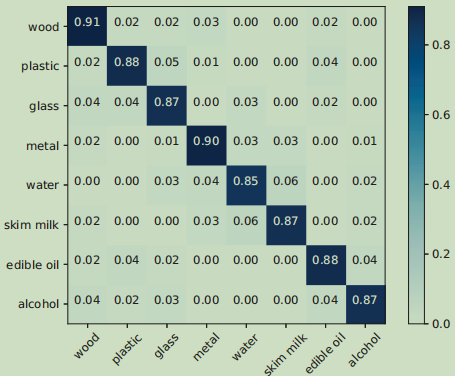 wood 0.91 0.02 0.02 0.03 0.00 0.00 0.02 0.00
plastic 0.02 0.88 0.05 0.01 0.00 0.00 0.04 0.00
glass 0.04 0.04 0.87 0.00 0.03 0.00 0.02 0.00
metal 0.02 0.00 0.01 0.90 0.03 0.03 0.00 0.01
water 0.00 0.00 0.03 0.04 0.85 0.06 0.00 0.02
skim milk 0.02 0.00 0.00 0.03 0.06 0.87 0.00 0.02
edible oil 0.02 0.04 0.02 0.00 0.00 0.00 0.88 0.04
alcohol 0.04 0.02 0.03 0.00 0.00 0.00 0.04 0.87
wood plastic glass metal water skim milk edible oil alcohol
0.8
0.6
0.4
0.2
0.0